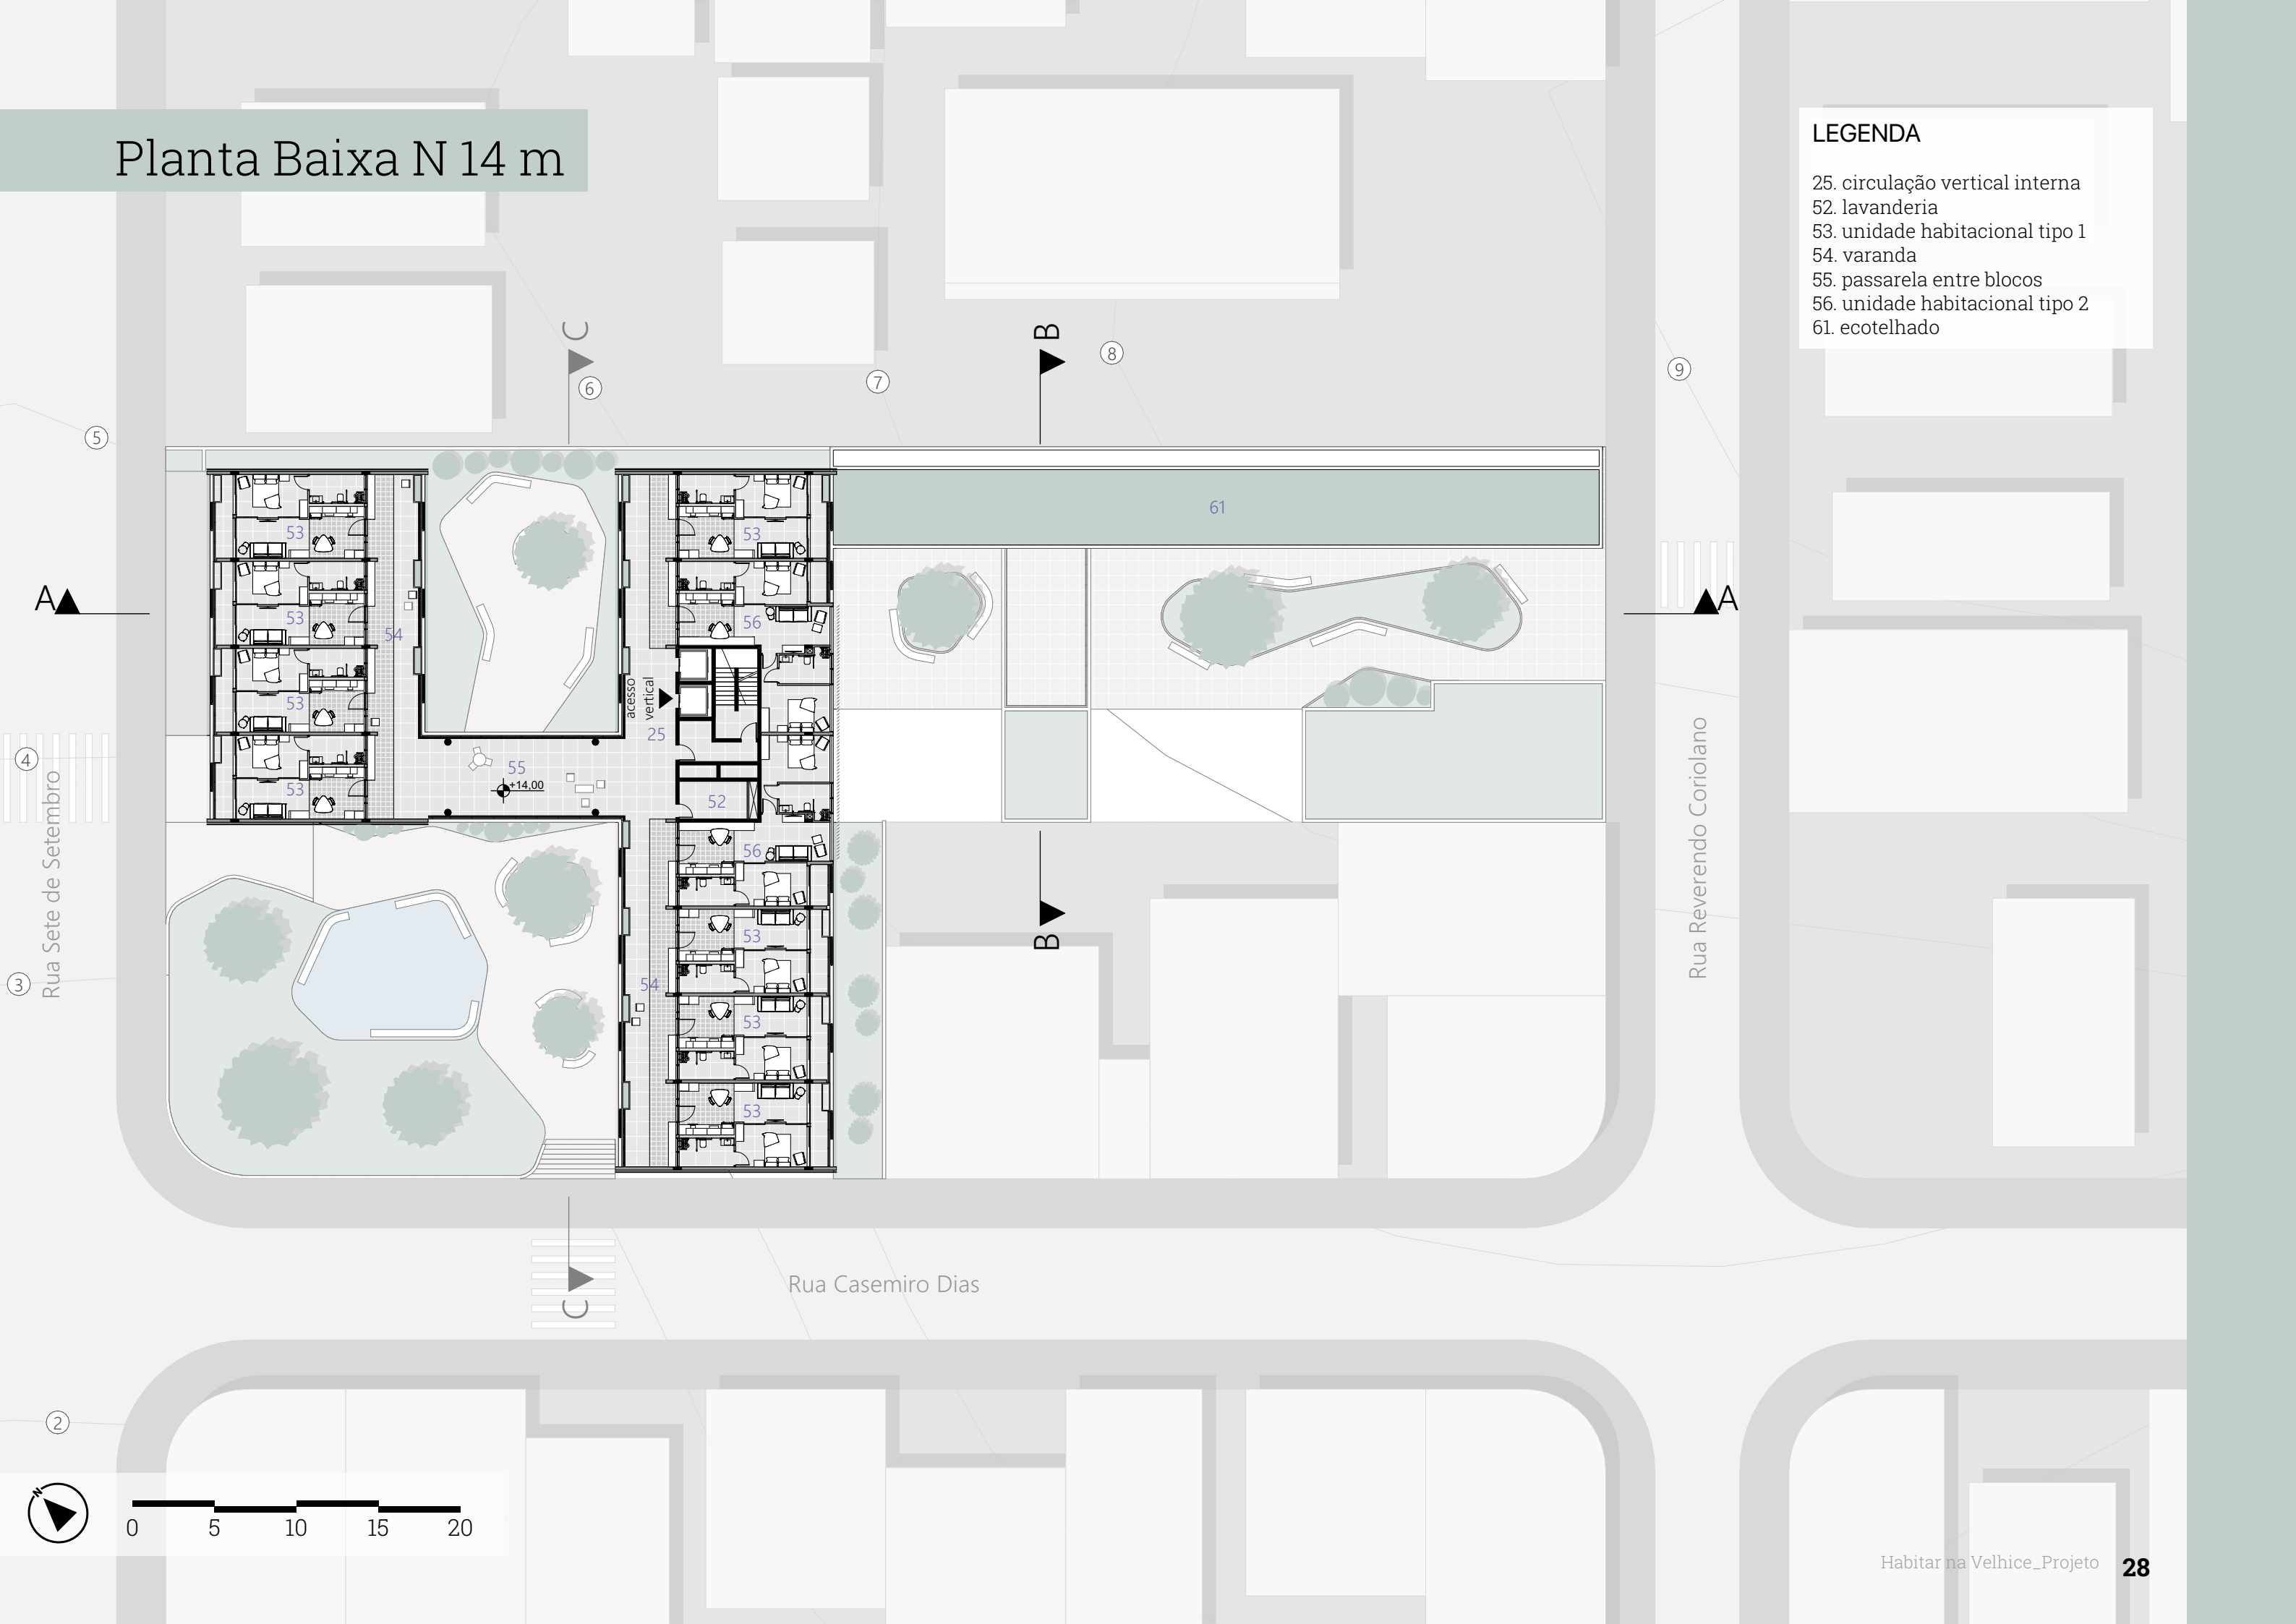 Planta Baixa N 14 m
LEGENDA
25. circulação vertical interna
52. lavanderia
53. unidade habitacional tipo 1
54. varanda
55. passarela entre blocos
56. unidade habitacional tipo 2
61. ecotelhado
C
B
6
7
8
9
5
53
53
61
A
53
54
56
A
53
acesso
vertical
25
4
55
+14,00
53
52
56
Rua Sete de Setembro
Rua Reverendo Coriolano
53
B
3
54
53
53
C
Rua Casemiro Dias
2
N
0 5 10 15 20
Habitar na Velhice_Projeto 28